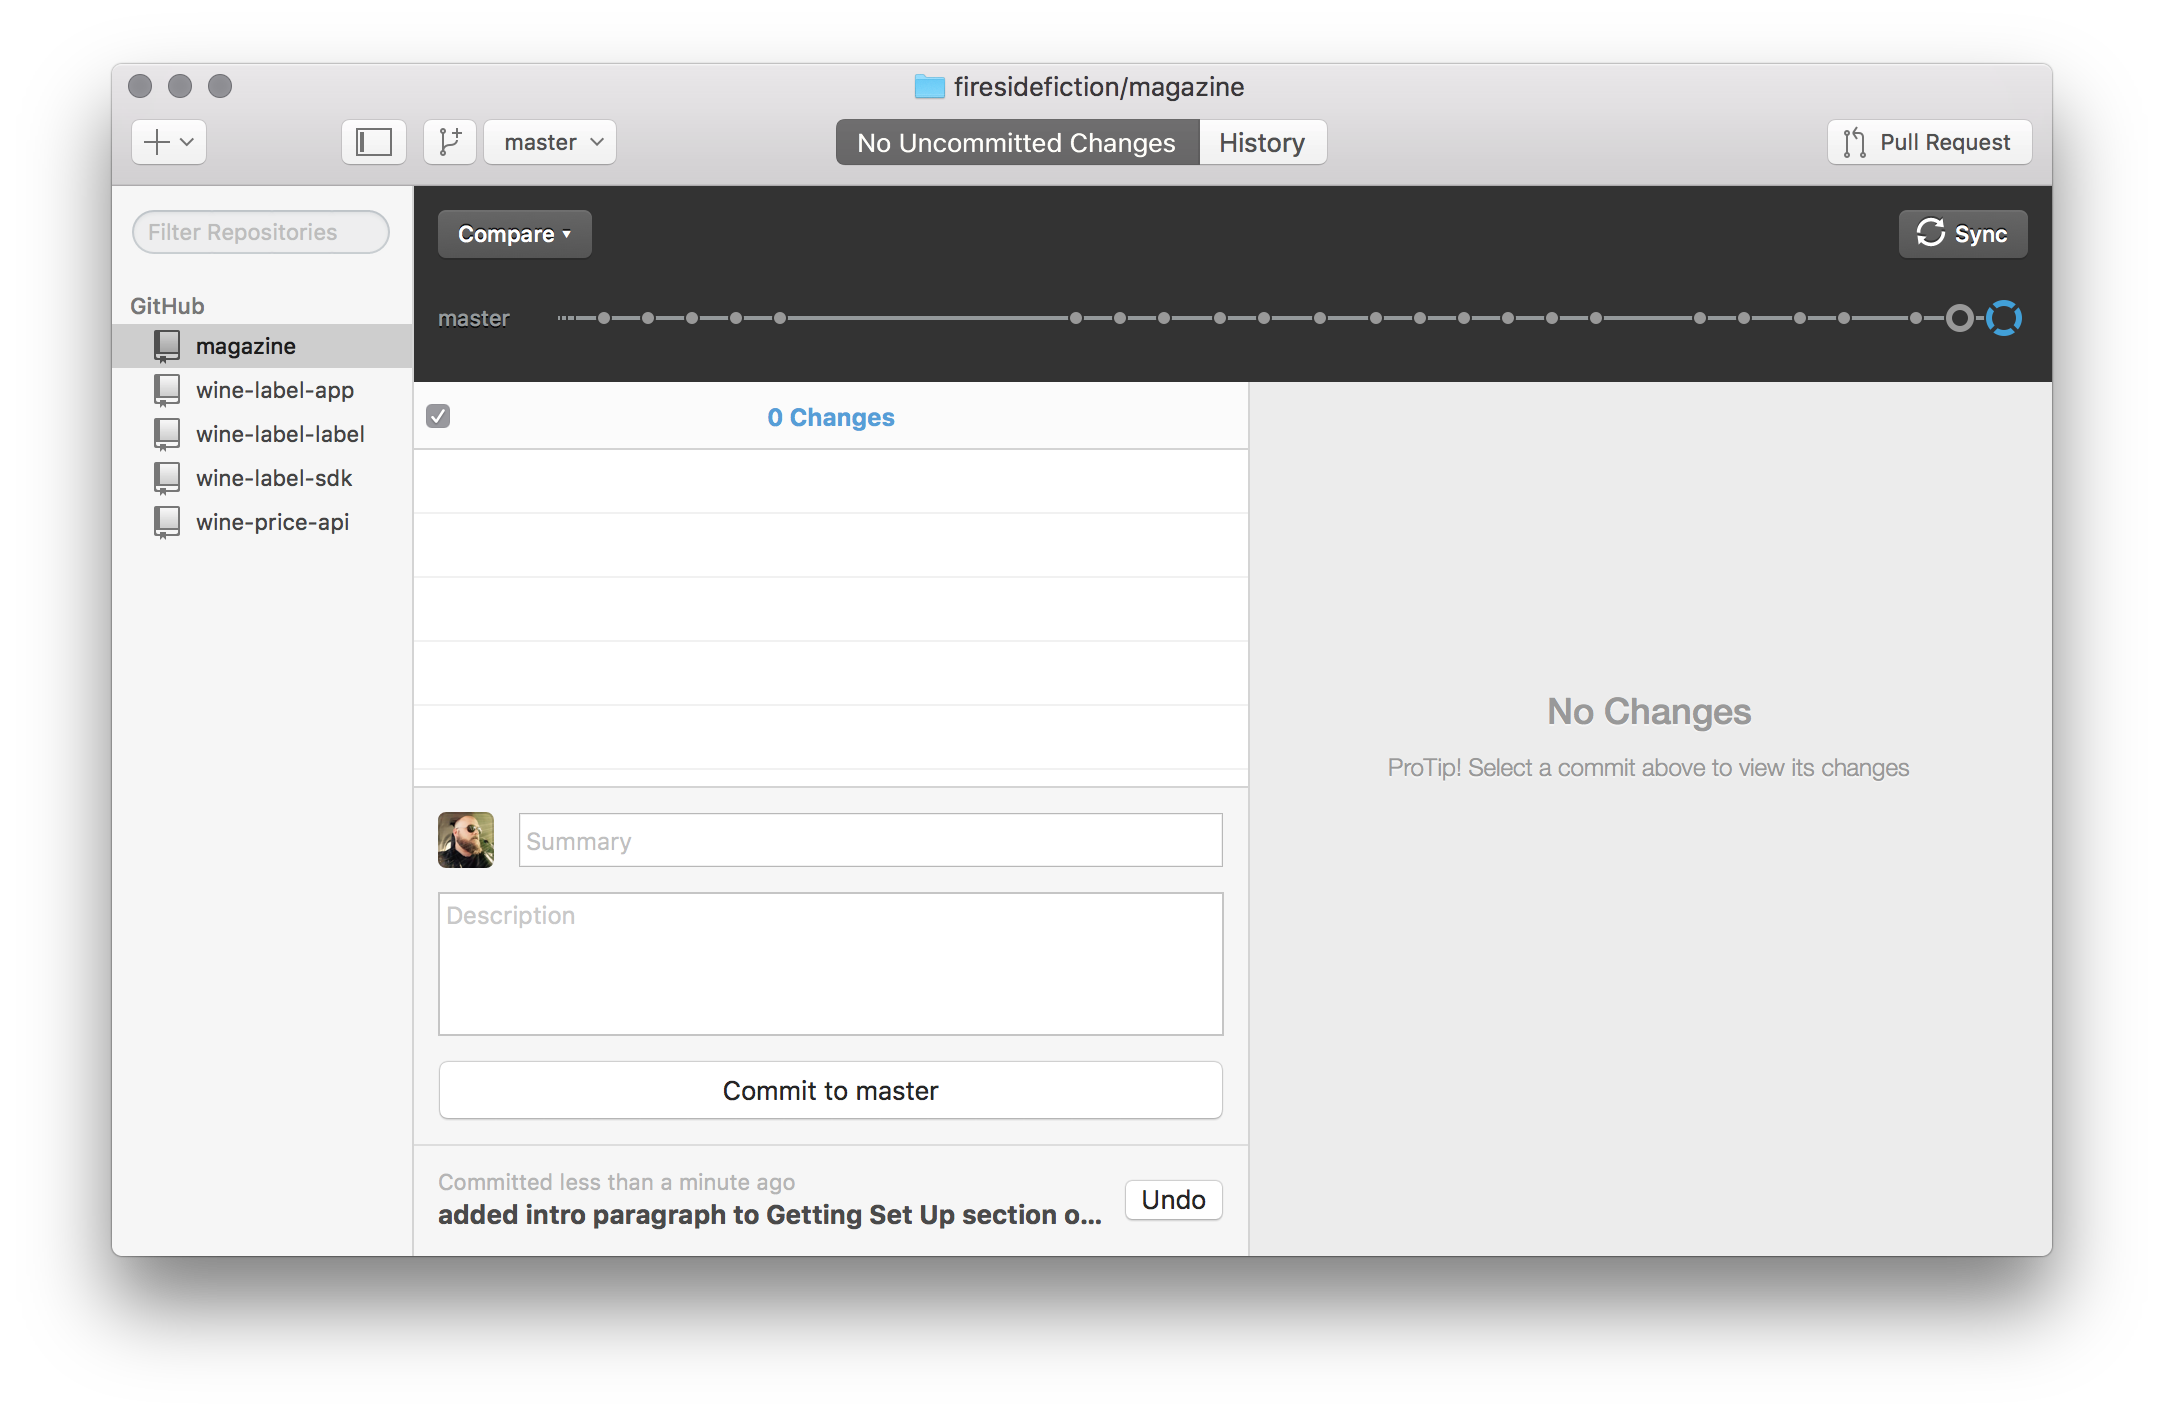 firesidefiction/magazine
master
No Uncommitted Changes
History
Pull Request
Filter Repositories
GitHub
magazine
wine-label-app
wine-label-label
wine-label-sdk
wine-price-api
Compare
Sync
master
0 Changes
No Changes
ProTip! Select a commit above to view its changes
Summary
Description
Commit to master
Committed less than a minute ago
added intro paragraph to Getting Set Up section o...
Undo